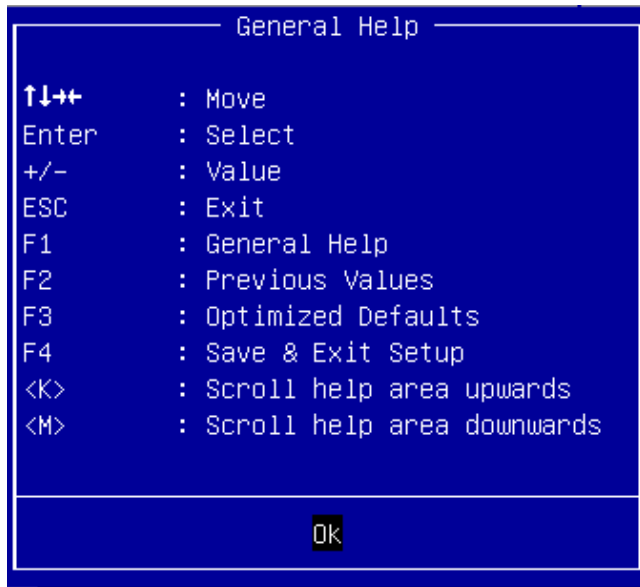 General Help
↑↓→← : Move
Enter : Select
+/- : Value
ESC : Exit
F1 : General Help
F2 : Previous Values
F3 : Optimized Defaults
F4 : Save & Exit Setup
<K> : Scroll help area upwards
<M> : Scroll help area downwards
Ok